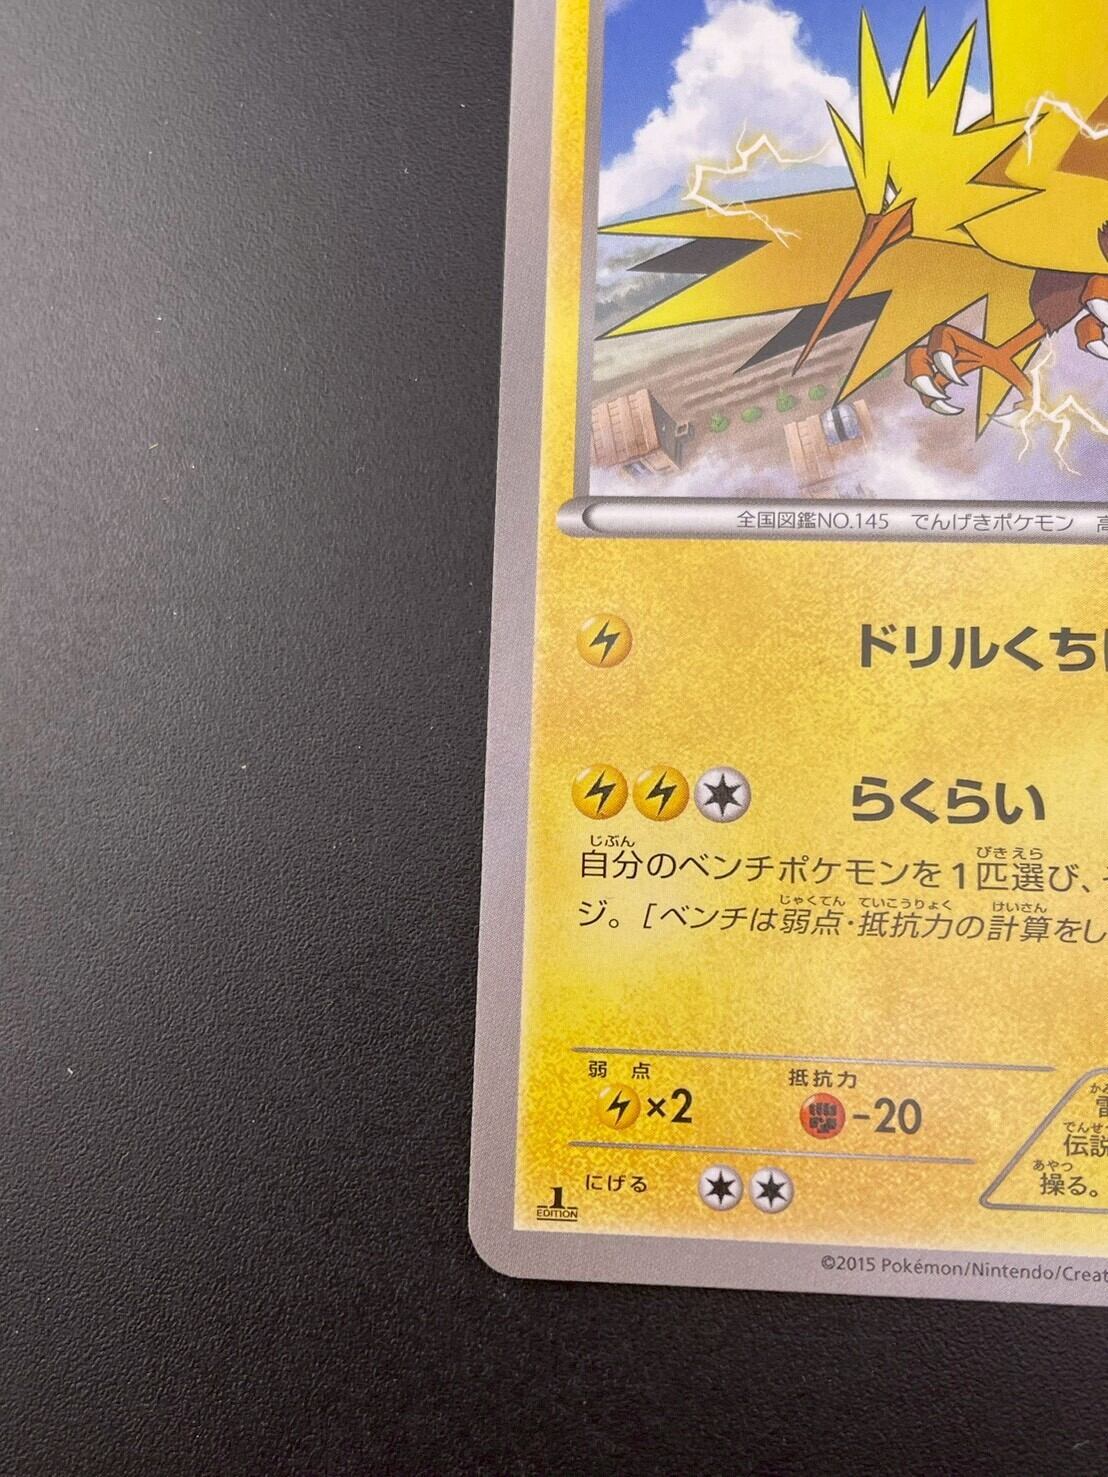 全国図鑑NO.145 でんげきポケモン 高
ドリルくち
らくらい
じぶん びきえら
自分のベンチポケモンを1匹選び、
じゃくてん ていこうりょく けいさん
ジ。[ベンチは弱点・抵抗力の計算をし
弱点 抵抗力
×2 -20
にげる
1
EDITION
でんせつ
伝説
あやつ
操る。
©2015 Pokémon/Nintendo/Creat